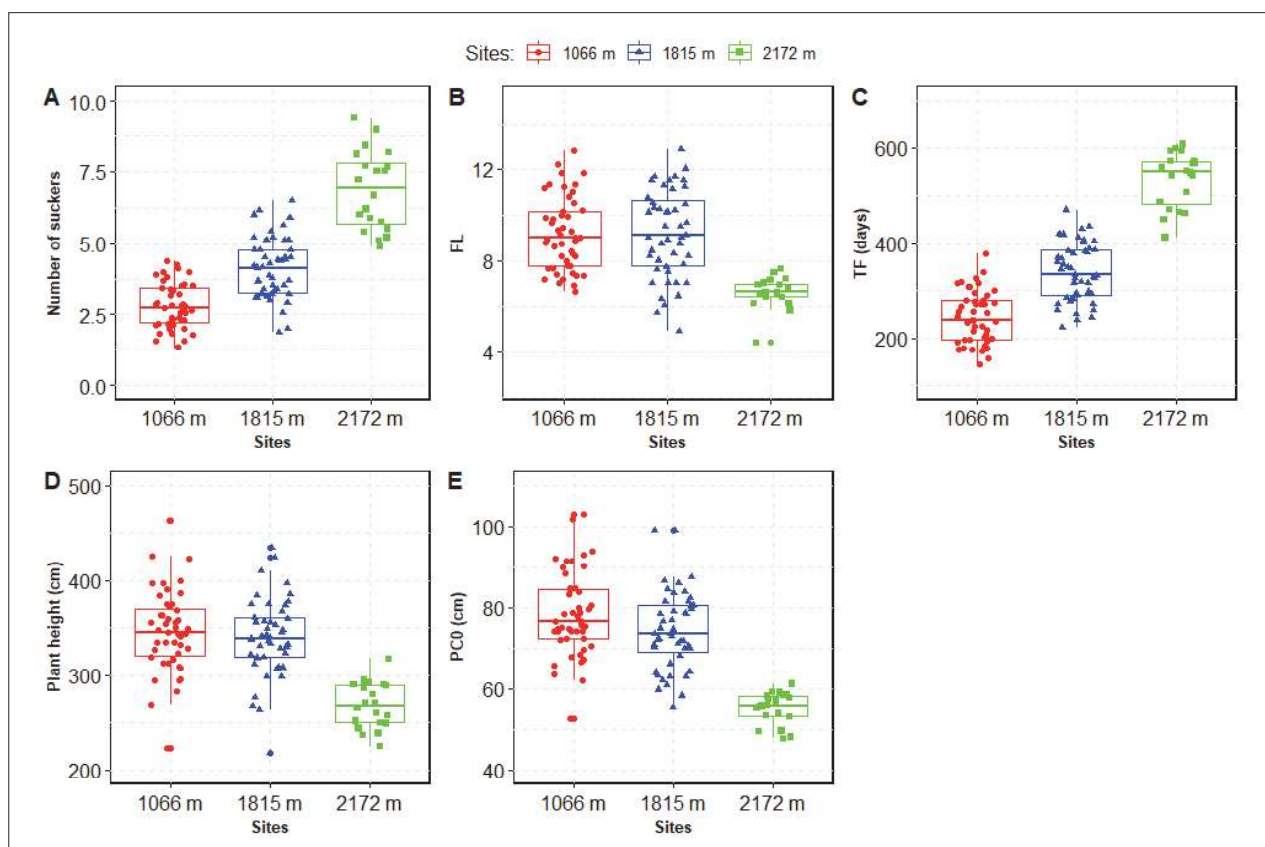 Sites: 1066 m 1815 m 2172 m
A
Number of suckers
10.0
7.5
5.0
2.5
0.0
1066 m 1815 m 2172 m
Sites
B
FL
12
8
4
1066 m 1815 m 2172 m
Sites
C
TF (days)
600
400
200
1066 m 1815 m 2172 m
Sites
D
Plant height (cm)
500
400
300
200
1066 m 1815 m 2172 m
Sites
E
PC0 (cm)
100
80
60
40
1066 m 1815 m 2172 m
Sites